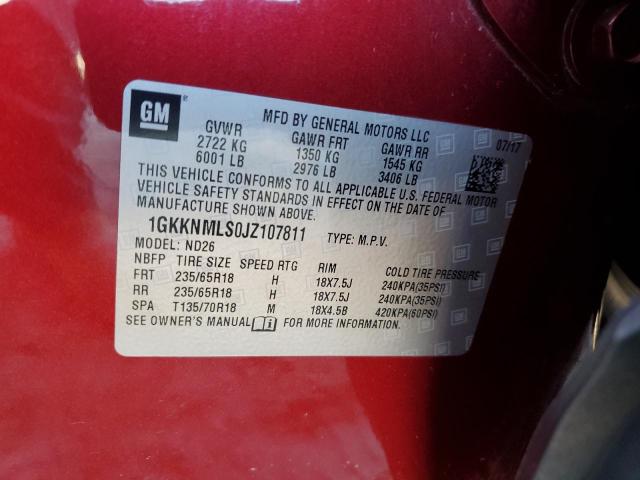 GM
MFD BY GENERAL MOTORS LLC 07/17
GVWR GAWR FRT GAWR RR
2722 KG 1350 KG 1545 KG
6001 LB 2976 LB 3406 LB
THIS VEHICLE CONFORMS TO ALL APPLICABLE U.S. FEDERAL MOTOR
VEHICLE SAFETY STANDARDS IN EFFECT ON THE DATE OF
MANUFACTURE SHOWN ABOVE.
1GKKNMLS0JZ107811 TYPE: M.P.V.
MODEL: ND26
NBFP TIRE SIZE SPEED RTG RIM COLD TIRE PRESSURE
FRT 235/65R18 H 18X7.5J 240KPA(35PSI)
RR 235/65R18 H 18X7.5J 240KPA(35PSI)
SPA T135/70R18 M 18X4.5B 420KPA(60PSI)
SEE OWNER'S MANUAL FOR MORE INFORMATION.